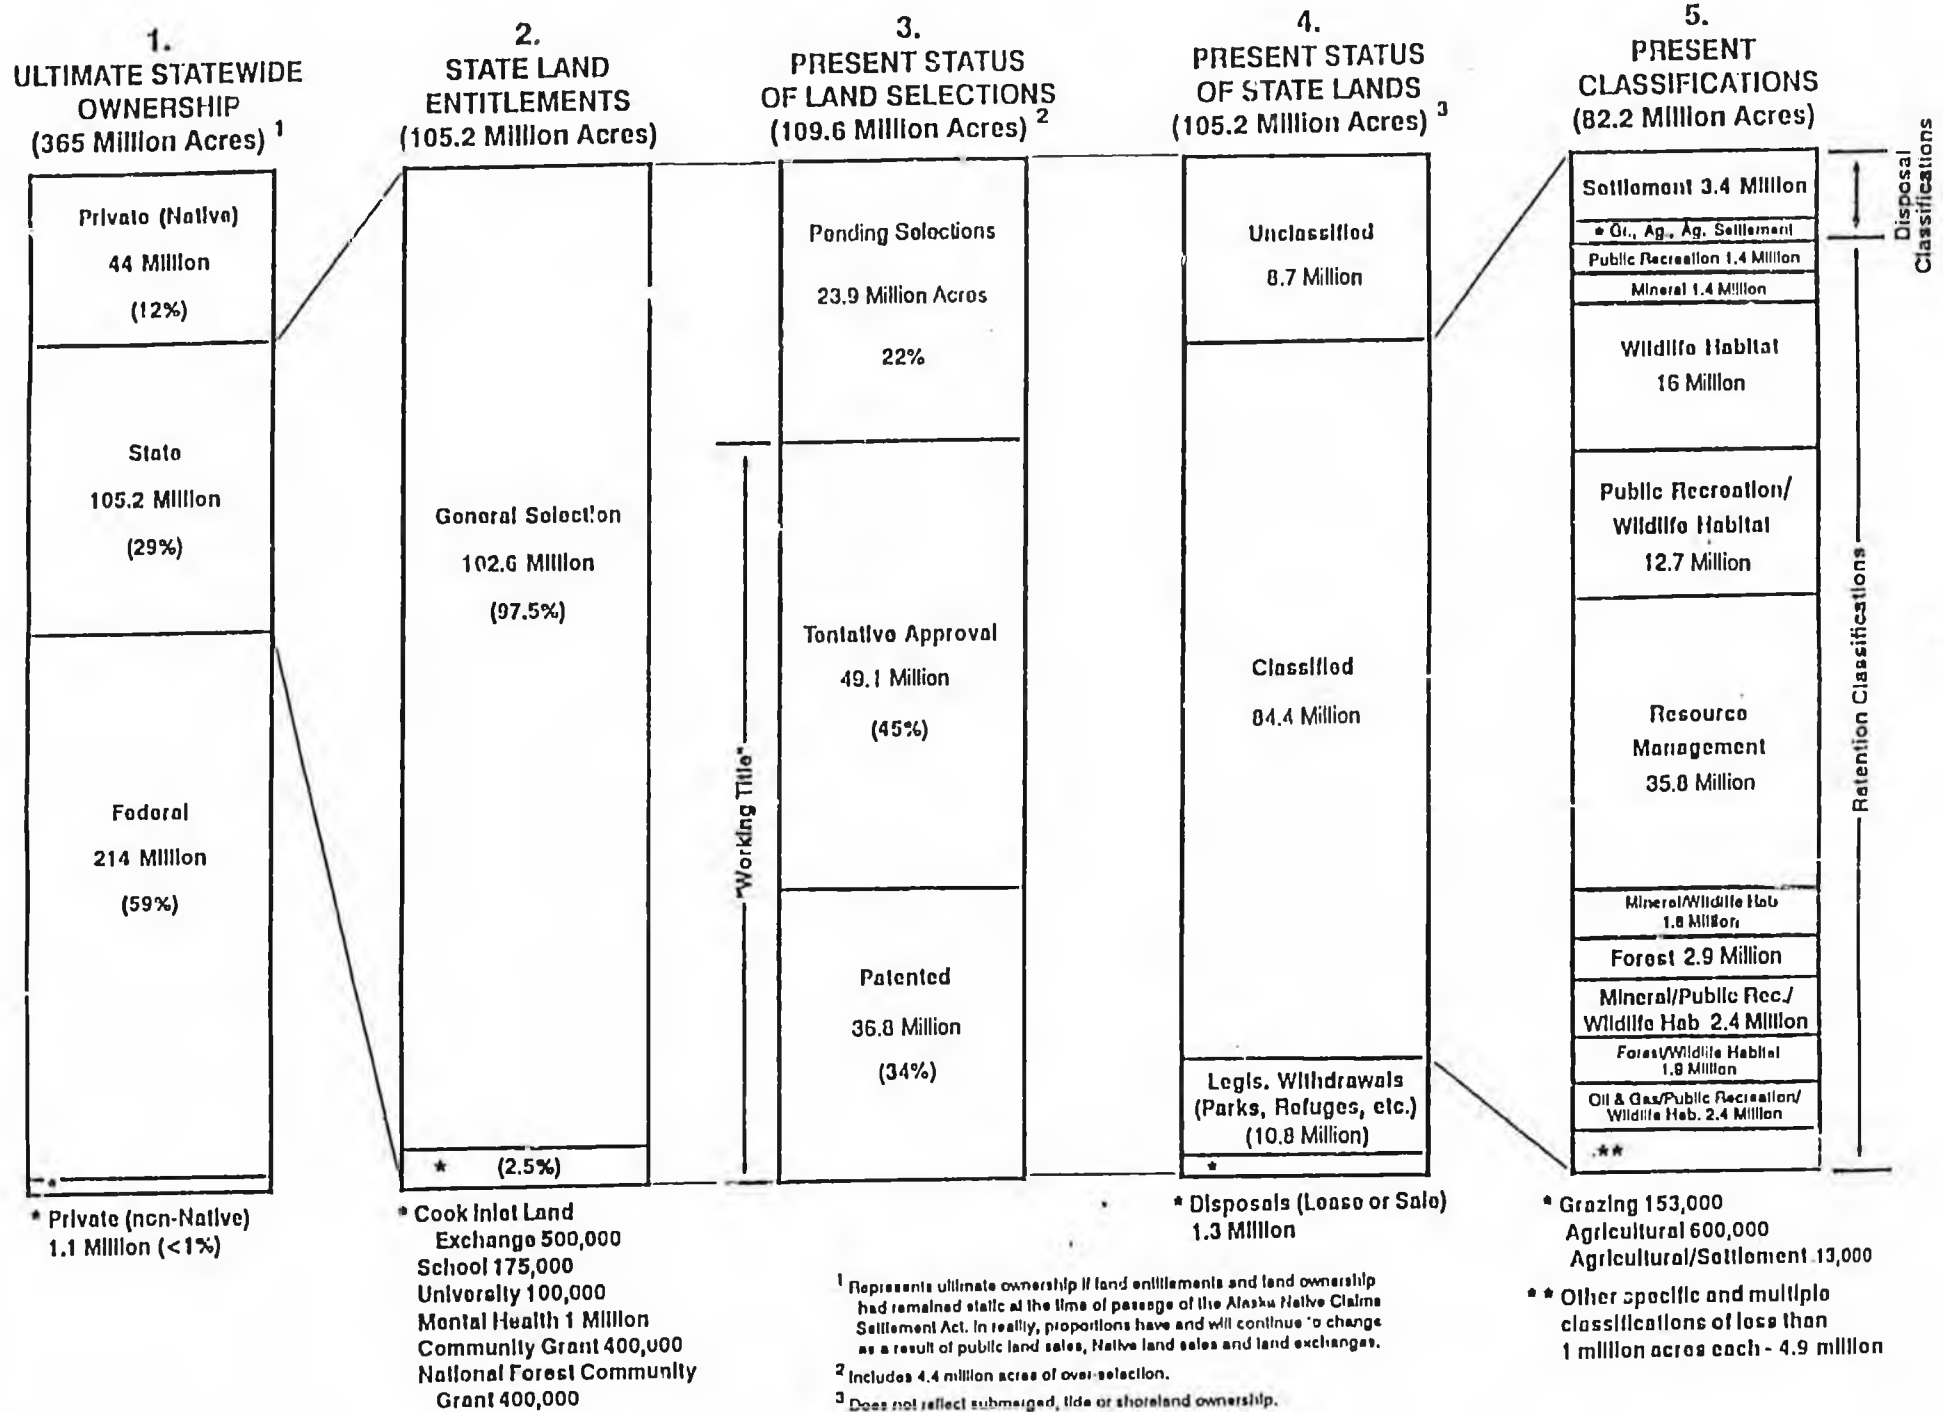 1.
ULTIMATE STATEWIDE
OWNERSHIP
(365 Million Acres) 1
Private (Native)
44 Million
(12%)
State
105.2 Million
(29%)
Federal
214 Million
(59%)
*
* Private (non-Native)
1.1 Million (<1%)
2.
STATE LAND
ENTITLEMENTS
(105.2 Million Acres)
General Selection
102.6 Million
(97.5%)
* (2.5%)
* Cook Inlet Land
Exchange 500,000
School 175,000
University 100,000
Mental Health 1 Million
Community Grant 400,000
National Forest Community
Grant 400,000
3.
PRESENT STATUS
OF LAND SELECTIONS
(109.6 Million Acres) 2
Pending Selections
23.9 Million Acres
22%
"Working Title"
Tentative Approval
49.1 Million
(45%)
Patented
36.8 Million
(34%)
4.
PRESENT STATUS
OF STATE LANDS
(105.2 Million Acres) 3
Unclassified
8.7 Million
Classified
84.4 Million
Legis. Withdrawals
(Parks, Refuges, etc.)
(10.8 Million)
*
* Disposals (Lease or Sale)
1.3 Million
5.
PRESENT
CLASSIFICATIONS
(82.2 Million Acres)
Settlement 3.4 Million
* Gr., Ag., Ag. Settlement
Public Recreation 1.4 Million
Mineral 1.4 Million
Wildlife Habitat
16 Million
Public Recreation/
Wildlife Habitat
12.7 Million
Resource
Management
35.8 Million
Mineral/Wildlife Hab
1.8 Million
Forest 2.9 Million
Mineral/Public Rec./
Wildlife Hab 2.4 Million
Forest/Wildlife Habitat
1.8 Million
Oil & Gas/Public Recreation/
Wildlife Hab. 2.4 Million
**
Disposal
Classifications
Retention Classifications
* Grazing 153,000
Agricultural 600,000
Agricultural/Settlement 13,000
** Other specific and multiple
classifications of less than
1 million acres each - 4.9 million
1 Represents ultimate ownership if land entitlements and land ownership
had remained static at the time of passage of the Alaska Native Claims
Settlement Act. In reality, proportions have and will continue to change
as a result of public land sales, Native land sales and land exchanges.
2 Includes 4.4 million acres of over-selection.
3 Does not reflect submerged, tide or shoreland ownership.